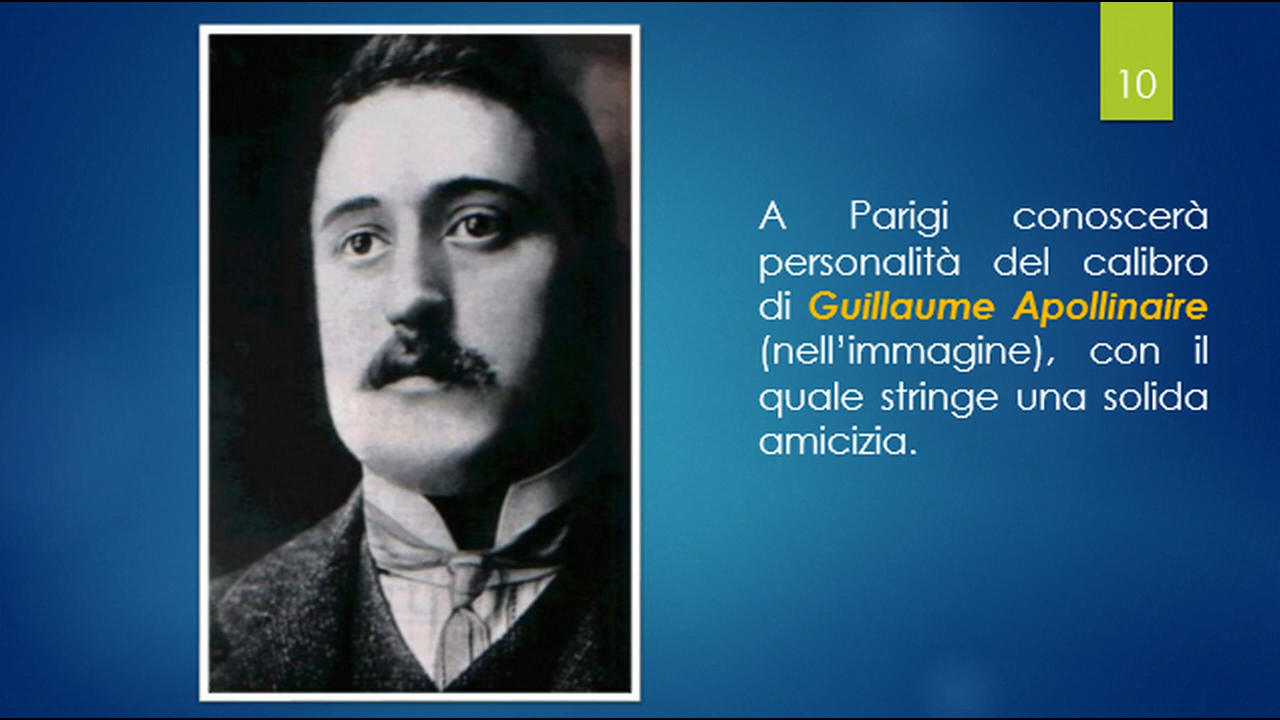 10
A Parigi conoscerà
personalità del calibro
di Guillaume Apollinaire
(nell'immagine), con il
quale stringe una solida
amicizia.